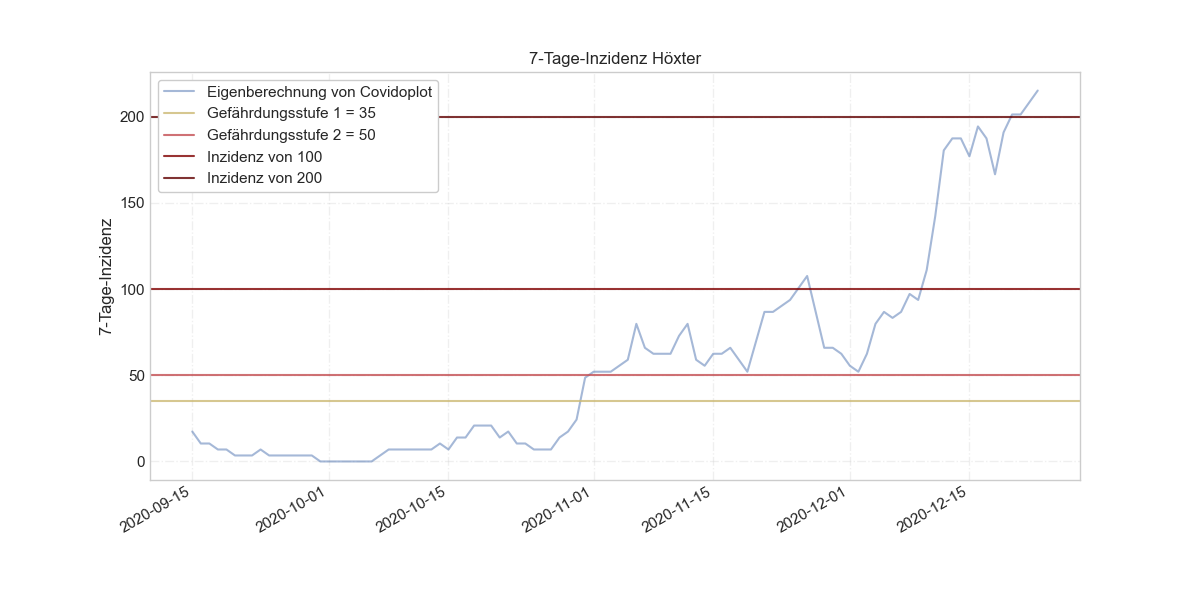 7-Tage-Inzidenz Höxter
Eigenberechnung von Covidoplot
Gefährdungsstufe 1 = 35
Gefährdungsstufe 2 = 50
Inzidenz von 100
Inzidenz von 200
7-Tage-Inzidenz
200
150
100
50
0
2020-09-15
2020-10-01
2020-10-15
2020-11-01
2020-11-15
2020-12-01
2020-12-15